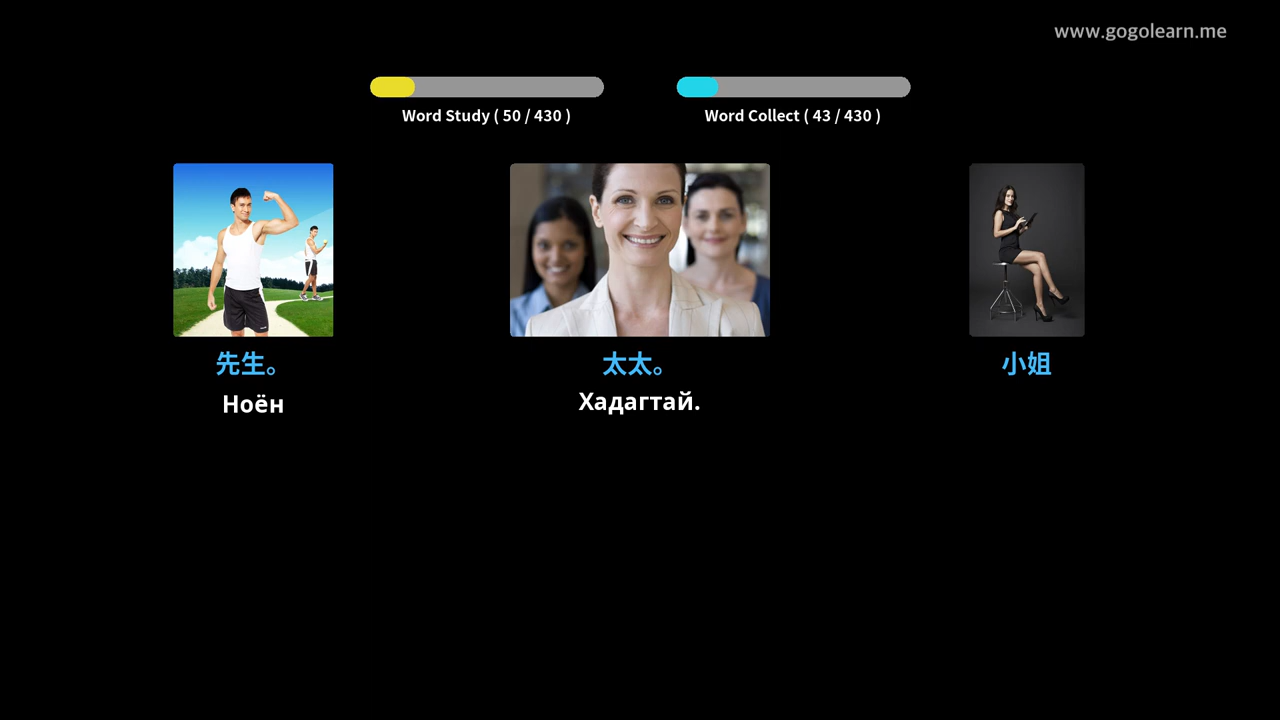 www.gogolearn.me
Word Study ( 50 / 430 )
Word Collect ( 43 / 430 )
先生。
太太。
小姐
Ноён
Хадагтай.